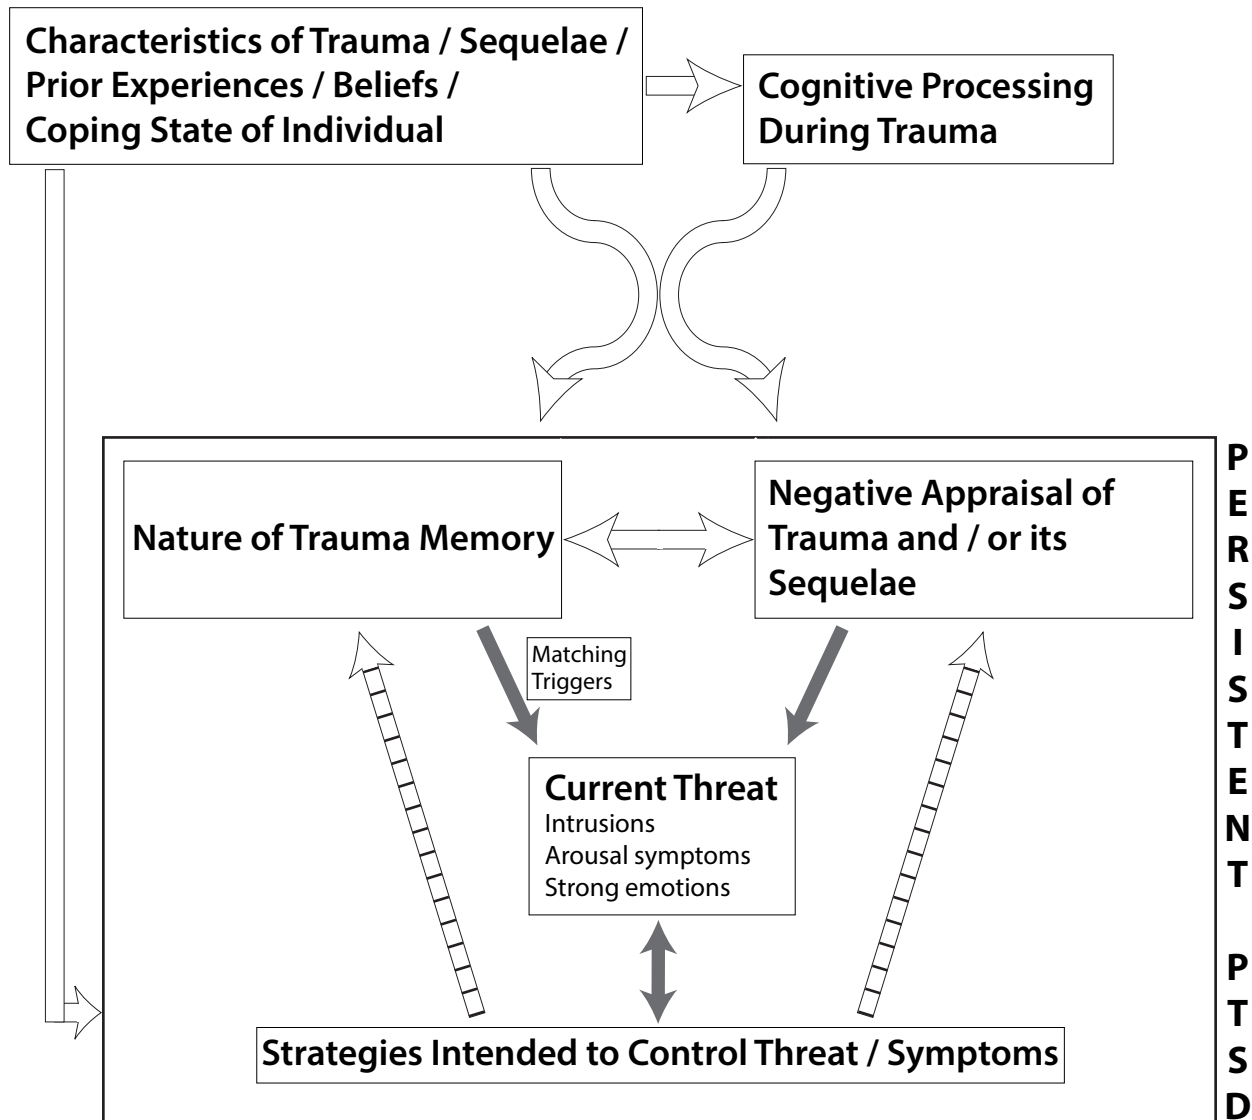 Characteristics of Trauma / Sequelae /
Prior Experiences / Beliefs /
Coping State of Individual
Cognitive Processing
During Trauma
Nature of Trauma Memory
Negative Appraisal of
Trauma and / or its
Sequelae
Matching
Triggers
Current Threat
Intrusions
Arousal symptoms
Strong emotions
Strategies Intended to Control Threat / Symptoms
PERSISTENT PTSD